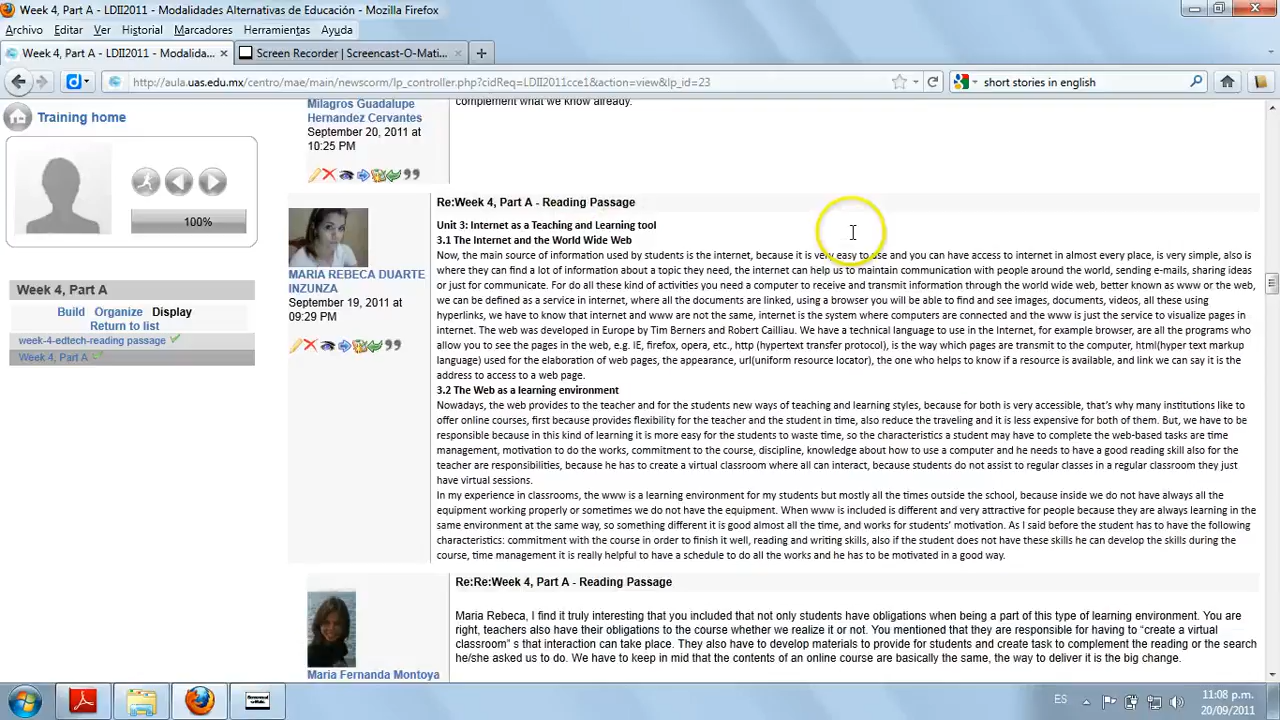 Week 4, Part A - LDII2011 - Modalidades Alternativas de Educación - Mozilla Firefox
Archivo Editar Ver Historial Marcadores Herramientas Ayuda
Week 4, Part A - LDII2011 - Modalida... × Screen Recorder | Screencast-O-Mati... ×
http://aula.uas.edu.mx/centro/mae/main/newscorm/lp_controller.php?cidReq=LDII2011cce1&action=view&lp_id=23
short stories in english
Training home
100%
Week 4, Part A
Build Organize Display
Return to list
week-4-edtech-reading passage
Week 4, Part A
complement what we know already.
Milagros Guadalupe
Hernandez Cervantes
September 20, 2011 at
10:25 PM
Re:Week 4, Part A - Reading Passage
MARIA REBECA DUARTE
INZUNZA
September 19, 2011 at
09:29 PM
Unit 3: Internet as a Teaching and Learning tool
3.1 The Internet and the World Wide Web
Now, the main source of information used by students is the internet, because it is very easy to use and you can have access to internet in almost every place, is very simple, also is
where they can find a lot of information about a topic they need, the internet can help us to maintain communication with people around the world, sending e-mails, sharing ideas
or just for communicate. For do all these kind of activities you need a computer to receive and transmit information through the world wide web, better known as www or the web,
we can be defined as a service in internet, where all the documents are linked, using a browser you will be able to find and see images, documents, videos, all these using
hyperlinks, we have to know that internet and www are not the same, internet is the system where computers are connected and the www is just the service to visualize pages in
internet. The web was developed in Europe by Tim Berners and Robert Cailliau. We have a technical language to use in the Internet, for example browser, are all the programs who
allow you to see the pages in the web, e.g. IE, firefox, opera, etc., http (hypertext transfer protocol), is the way which pages are transmit to the computer, html(hyper text markup
language) used for the elaboration of web pages, the appearance, url(uniform resource locator), the one who helps to know if a resource is available, and link we can say it is the
address to access to a web page.
3.2 The Web as a learning environment
Nowadays, the web provides to the teacher and for the students new ways of teaching and learning styles, because for both is very accessible, that's why many institutions like to
offer online courses, first because provides flexibility for the teacher and the student in time, also reduce the traveling and it is less expensive for both of them. But, we have to be
responsible because in this kind of learning it is more easy for the students to waste time, so the characteristics a student may have to complete the web-based tasks are time
management, motivation to do the works, commitment to the course, discipline, knowledge about how to use a computer and he needs to have a good reading skill also for the
teacher are responsibilities, because he has to create a virtual classroom where all can interact, because students do not assist to regular classes in a regular classroom they just
have virtual sessions.
In my experience in classrooms, the www is a learning environment for my students but mostly all the times outside the school, because inside we do not have always all the
equipment working properly or sometimes we do not have the equipment. When www is included is different and very attractive for people because they are always learning in the
same environment at the same way, so something different it is good almost all the time, and works for students' motivation. As I said before the student has to have the following
characteristics: commitment with the course in order to finish it well, reading and writing skills, also if the student does not have these skills he can develop the skills during the
course, time management it is really helpful to have a schedule to do all the works and he has to be motivated in a good way.
Re:Re:Week 4, Part A - Reading Passage
Maria Fernanda Montoya
Maria Rebeca, I find it truly interesting that you included that not only students have obligations when being a part of this type of learning environment. You are
right, teachers also have their obligations to the course whether we realize it or not. You mentioned that they are responsible for having to "create a virtual
classroom" s that interaction can take place. They also have to develop materials to provide for students and create task to complement the reading or the search
he/she asked us to do. We have to keep in mid that the contents of an online course are basically the same, the way to deliver it is the big change.
ES
11:08 p.m.
20/09/2011